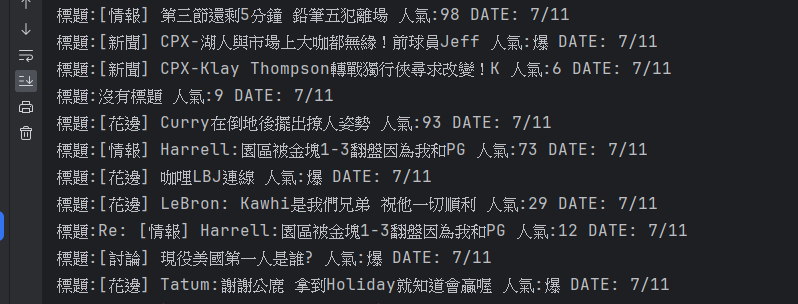 標題:[情報] 第三節還剩5分鐘 鉛筆五犯離場 人氣:98 DATE: 7/11
標題:[新聞] CPX-湖人與市場上大咖都無緣！前球員Jeff 人氣:爆 DATE: 7/11
標題:[新聞] CPX-Klay Thompson轉戰獨行俠尋求改變！K 人氣:6 DATE: 7/11
標題:沒有標題 人氣:9 DATE: 7/11
標題:[花邊] Curry在倒地後擺出撩人姿勢 人氣:93 DATE: 7/11
標題:[情報] Harrell:園區被金塊1-3翻盤因為我和PG 人氣:73 DATE: 7/11
標題:[花邊] 咖哩LBJ連線 人氣:爆 DATE: 7/11
標題:[花邊] LeBron: Kawhi是我們兄弟 祝他一切順利 人氣:29 DATE: 7/11
標題:Re: [情報] Harrell:園區被金塊1-3翻盤因為我和PG 人氣:12 DATE: 7/11
標題:[討論] 現役美國第一人是誰? 人氣:爆 DATE: 7/11
標題:[花邊] Tatum:謝謝公鹿 拿到Holiday就知道會贏喔 人氣:爆 DATE: 7/11